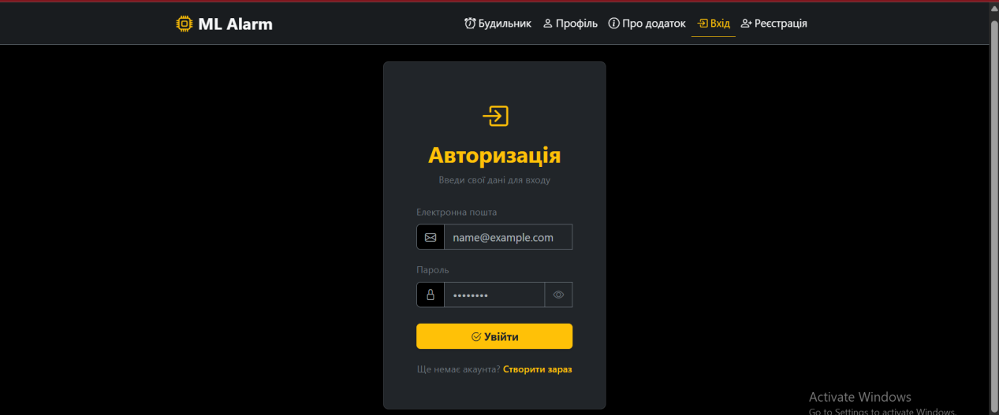 ML Alarm
Будильник Профіль Про додаток Вхід Реєстрація
Авторизація
Введи свої дані для входу
Електронна пошта
name@example.com
Пароль
••••••••
Увійти
Ще немає акаунта? Створити зараз
Activate Windows
Go to Settings to activate Windows.